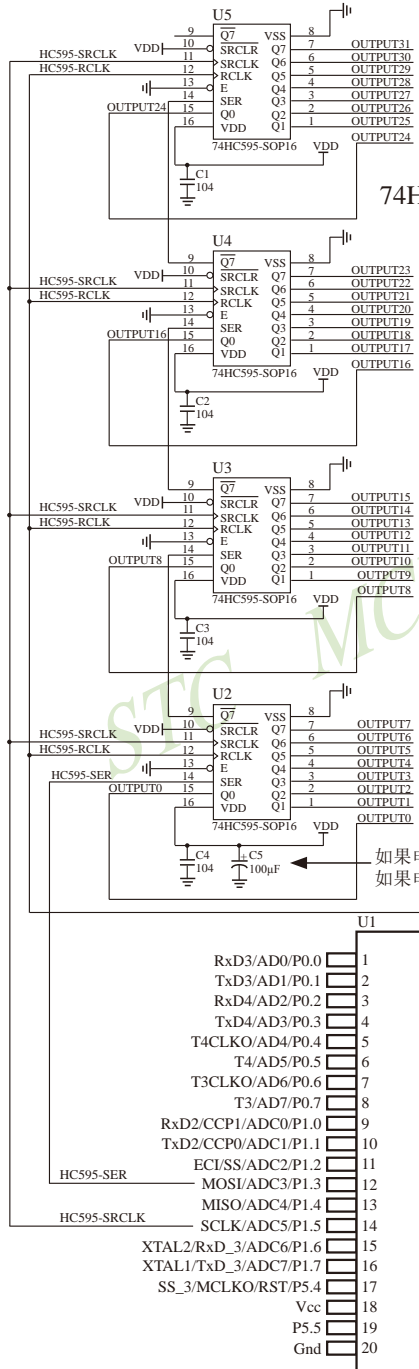 U5
9 Q7 VSS 8
VDD 10 SRCLR Q7 7 OUTPUT31
HC595-SRCLK 11 SRCLK Q6 6 OUTPUT30
HC595-RCLK 12 RCLK Q5 5 OUTPUT29
13 E Q4 4 OUTPUT28
14 SER Q3 3 OUTPUT27
OUTPUT24 15 Q0 Q2 2 OUTPUT26
16 VDD Q1 1 OUTPUT25
OUTPUT24
74HC595-SOP16 VDD
C1
104
74H
U4
9 Q7 VSS 8
VDD 10 SRCLR Q7 7 OUTPUT23
HC595-SRCLK 11 SRCLK Q6 6 OUTPUT22
HC595-RCLK 12 RCLK Q5 5 OUTPUT21
13 E Q4 4 OUTPUT20
14 SER Q3 3 OUTPUT19
OUTPUT16 15 Q0 Q2 2 OUTPUT18
16 VDD Q1 1 OUTPUT17
OUTPUT16
74HC595-SOP16 VDD
C2
104
U3
9 Q7 VSS 8
VDD 10 SRCLR Q7 7 OUTPUT15
HC595-SRCLK 11 SRCLK Q6 6 OUTPUT14
HC595-RCLK 12 RCLK Q5 5 OUTPUT13
13 E Q4 4 OUTPUT12
14 SER Q3 3 OUTPUT11
OUTPUT8 15 Q0 Q2 2 OUTPUT10
16 VDD Q1 1 OUTPUT9
OUTPUT8
74HC595-SOP16 VDD
C3
104
STC MC
U2
9 Q7 VSS 8
VDD 10 SRCLR Q7 7 OUTPUT7
HC595-SRCLK 11 SRCLK Q6 6 OUTPUT6
HC595-RCLK 12 RCLK Q5 5 OUTPUT5
13 E Q4 4 OUTPUT4
HC595-SER 14 SER Q3 3 OUTPUT3
OUTPUT0 15 Q0 Q2 2 OUTPUT2
16 VDD Q1 1 OUTPUT1
OUTPUT0
74HC595-SOP16 VDD
C4
104
+ C5
100μF
如果电
如果电
U1
RxD3/AD0/P0.0 1
TxD3/AD1/P0.1 2
RxD4/AD2/P0.2 3
TxD4/AD3/P0.3 4
T4CLKO/AD4/P0.4 5
T4/AD5/P0.5 6
T3CLKO/AD6/P0.6 7
T3/AD7/P0.7 8
RxD2/CCP1/ADC0/P1.0 9
TxD2/CCP0/ADC1/P1.1 10
ECI/SS/ADC2/P1.2 11
HC595-SER MOSI/ADC3/P1.3 12
MISO/ADC4/P1.4 13
HC595-SRCLK SCLK/ADC5/P1.5 14
XTAL2/RxD_3/ADC6/P1.6 15
XTAL1/TxD_3/ADC7/P1.7 16
SS_3/MCLKO/RST/P5.4 17
Vcc 18
P5.5 19
Gnd 20